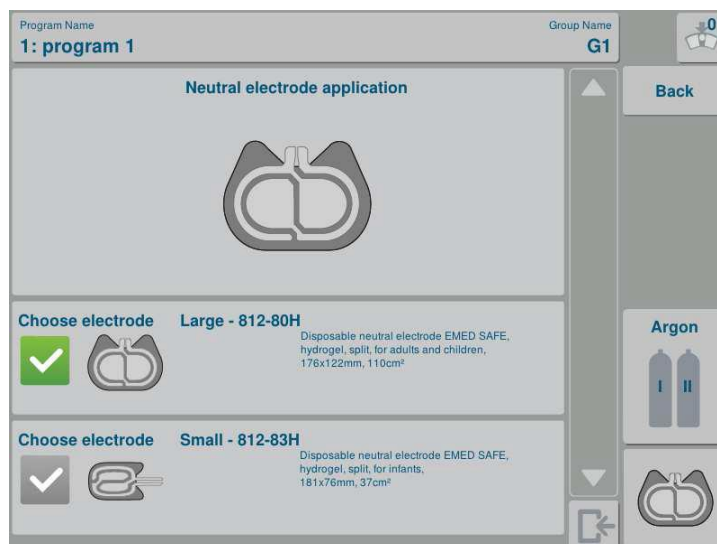 Program Name
1: program 1
Group Name
G1
0
Neutral electrode application
Back
Choose electrode
Large - 812-80H
Disposable neutral electrode EMED SAFE,
hydrogel, split, for adults and children,
176x122mm, 110cm²
Argon
I II
Choose electrode
Small - 812-83H
Disposable neutral electrode EMED SAFE,
hydrogel, split, for infants,
181x76mm, 37cm²